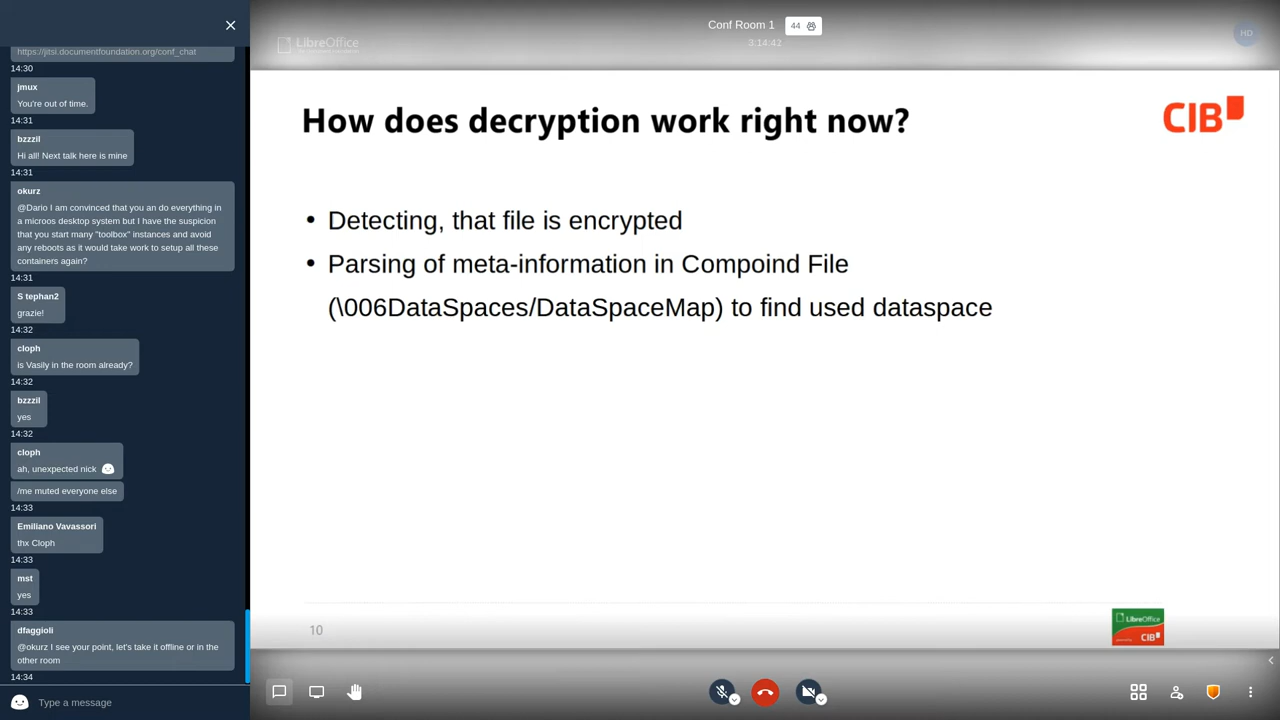 https://jitsi.documentfoundation.org/conf_chat
14:30
jmux
You're out of time.
14:31
bzzzil
Hi all! Next talk here is mine
14:31
okurz
@Dario I am convinced that you an do everything in
a microos desktop system but I have the suspicion
that you start many "toolbox" instances and avoid
any reboots as it would take work to setup all these
containers again?
14:31
S tephan2
grazie!
14:32
cloph
is Vasily in the room already?
14:32
bzzzil
yes
14:32
cloph
ah, unexpected nick
/me muted everyone else
14:33
Emiliano Vavassori
thx Cloph
14:33
mst
yes
14:33
dfaggioli
@okurz I see your point, let's take it offline or in the
other room
14:34
Type a message
Conf Room 1
44
3:14:42
LibreOffice
HD
How does decryption work right now?
CIB
• Detecting, that file is encrypted
• Parsing of meta-information in Compoind File
(\006DataSpaces/DataSpaceMap) to find used dataspace
10
LibreOffice
CIB